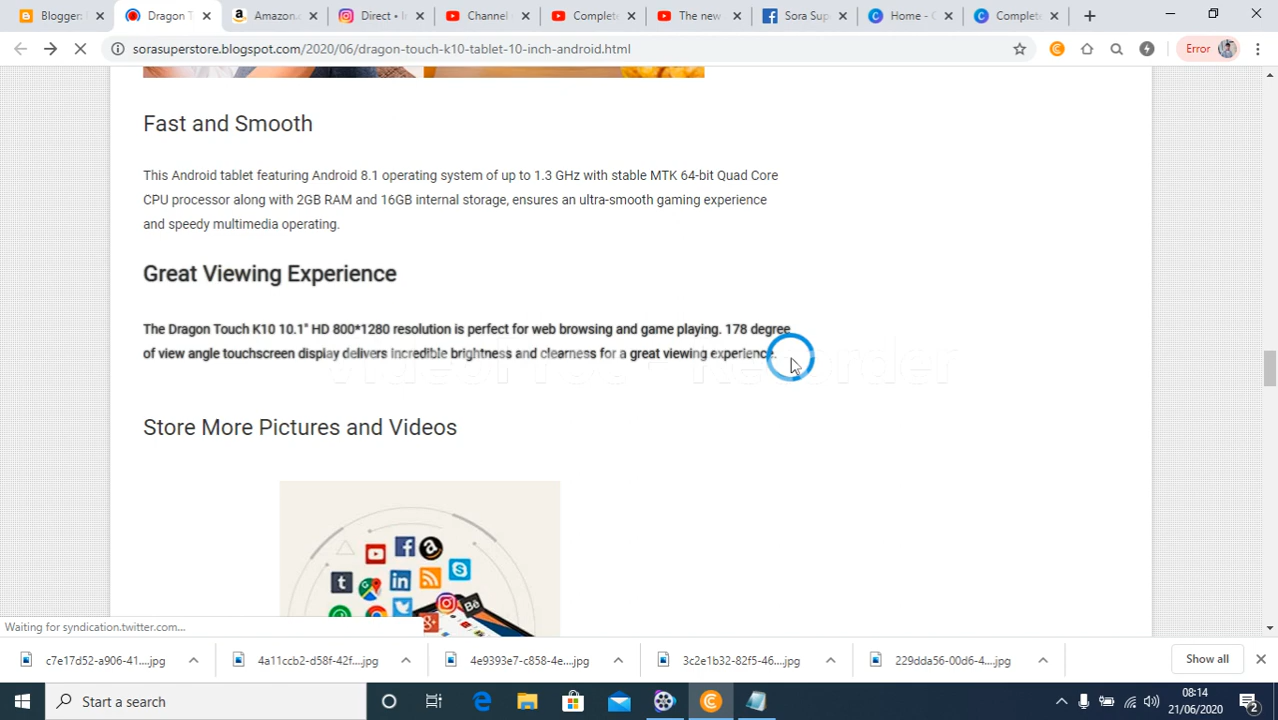 Blogger:
Dragon T
Amazon.
Direct • In
Channel
Complete
The new
Sora Sup
Home - C
Complete
sorasuperstore.blogspot.com/2020/06/dragon-touch-k10-tablet-10-inch-android.html
Error
Fast and Smooth
This Android tablet featuring Android 8.1 operating system of up to 1.3 GHz with stable MTK 64-bit Quad Core
CPU processor along with 2GB RAM and 16GB internal storage, ensures an ultra-smooth gaming experience
and speedy multimedia operating.
Great Viewing Experience
The Dragon Touch K10 10.1" HD 800*1280 resolution is perfect for web browsing and game playing. 178 degree
of view angle touchscreen display delivers incredible brightness and clearness for a great viewing experience.
Recorder
Store More Pictures and Videos
Waiting for syndication.twitter.com...
c7e17d52-a906-41....jpg
4a11ccb2-d58f-42f....jpg
4e9393e7-c858-4e....jpg
3c2e1b32-82f5-46....jpg
229dda56-00d6-4....jpg
Show all
Start a search
08:14
21/06/2020
2